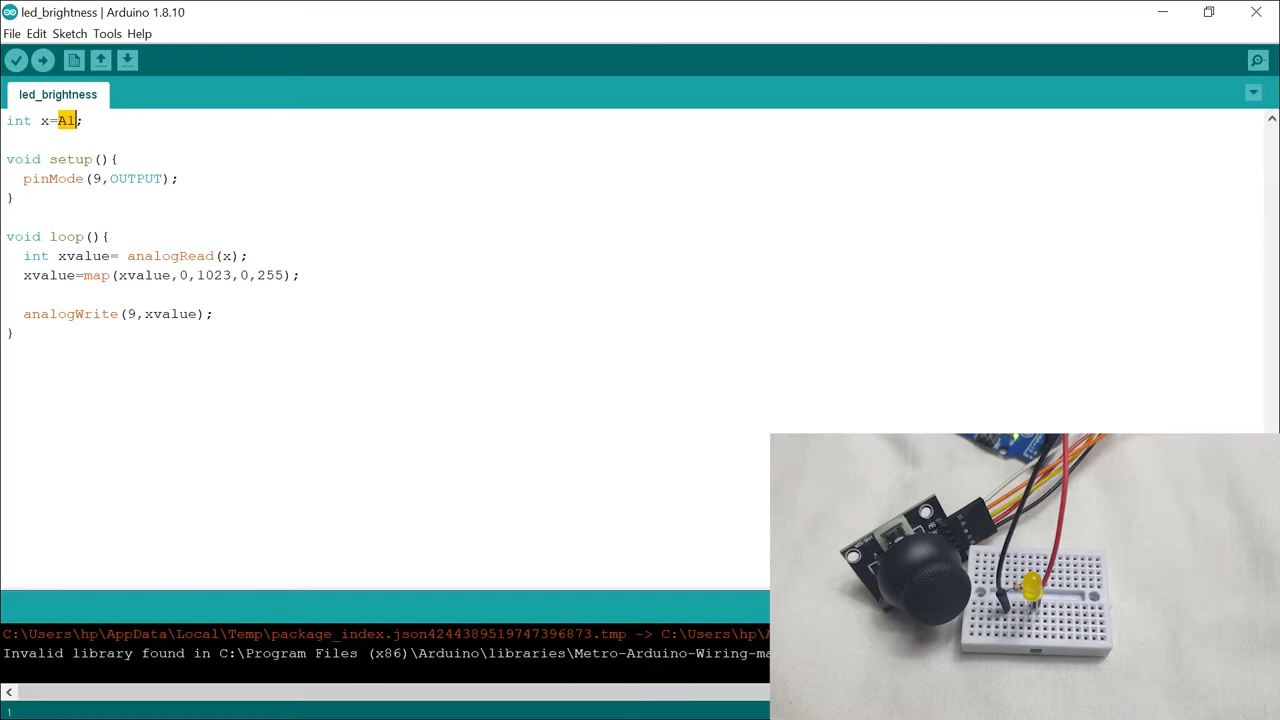 led_brightness | Arduino 1.8.10
File Edit Sketch Tools Help
led_brightness
int x=A1;
void setup(){
pinMode(9,OUTPUT);
}
void loop(){
int xvalue= analogRead(x);
xvalue=map(xvalue,0,1023,0,255);
analogWrite(9,xvalue);
}
C:\Users\hp\AppData\Local\Temp\package_index.json4244389519747396873.tmp -> C:\Users\hp\A
Invalid library found in C:\Program Files (x86)\Arduino\libraries\Metro-Arduino-Wiring-ma
1